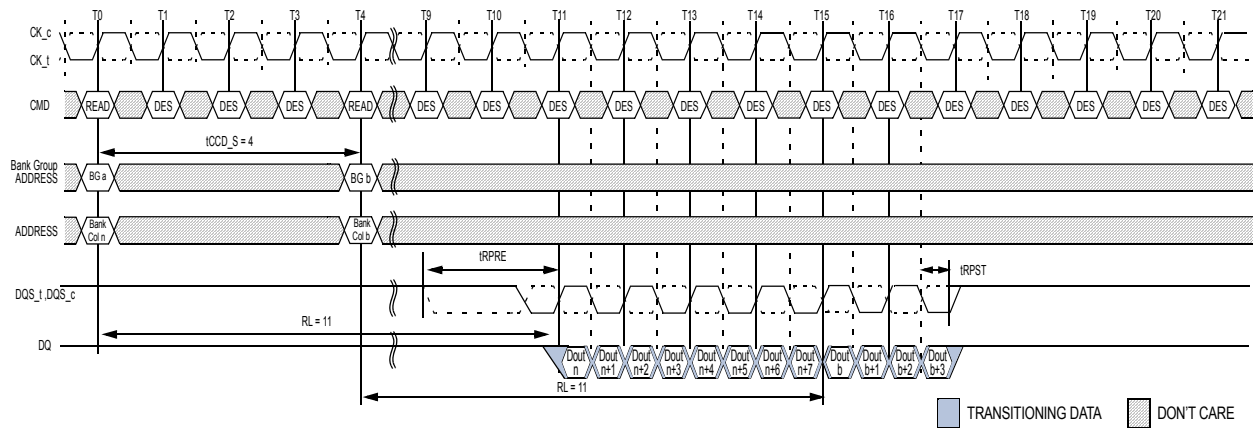 T0 T1 T2 T3 T4 T9 T10 T11 T12 T13 T14 T15 T16 T17 T18 T19 T20 T21
CK_c
CK_t
CMD READ DES DES DES READ DES DES DES DES DES DES DES DES DES DES DES DES DES
tCCD_S = 4
Bank Group
ADDRESS BG a BG b
ADDRESS Bank
Col n Bank
Col b
tRPRE tRPST
DQS_t ,DQS_c
RL = 11
DQ
Dout
n Dout
n+1 Dout
n+2 Dout
n+3 Dout
n+4 Dout
n+5 Dout
n+6 Dout
n+7 Dout
b Dout
b+1 Dout
b+2 Dout
b+3
RL = 11
TRANSITIONING DATA DON'T CARE